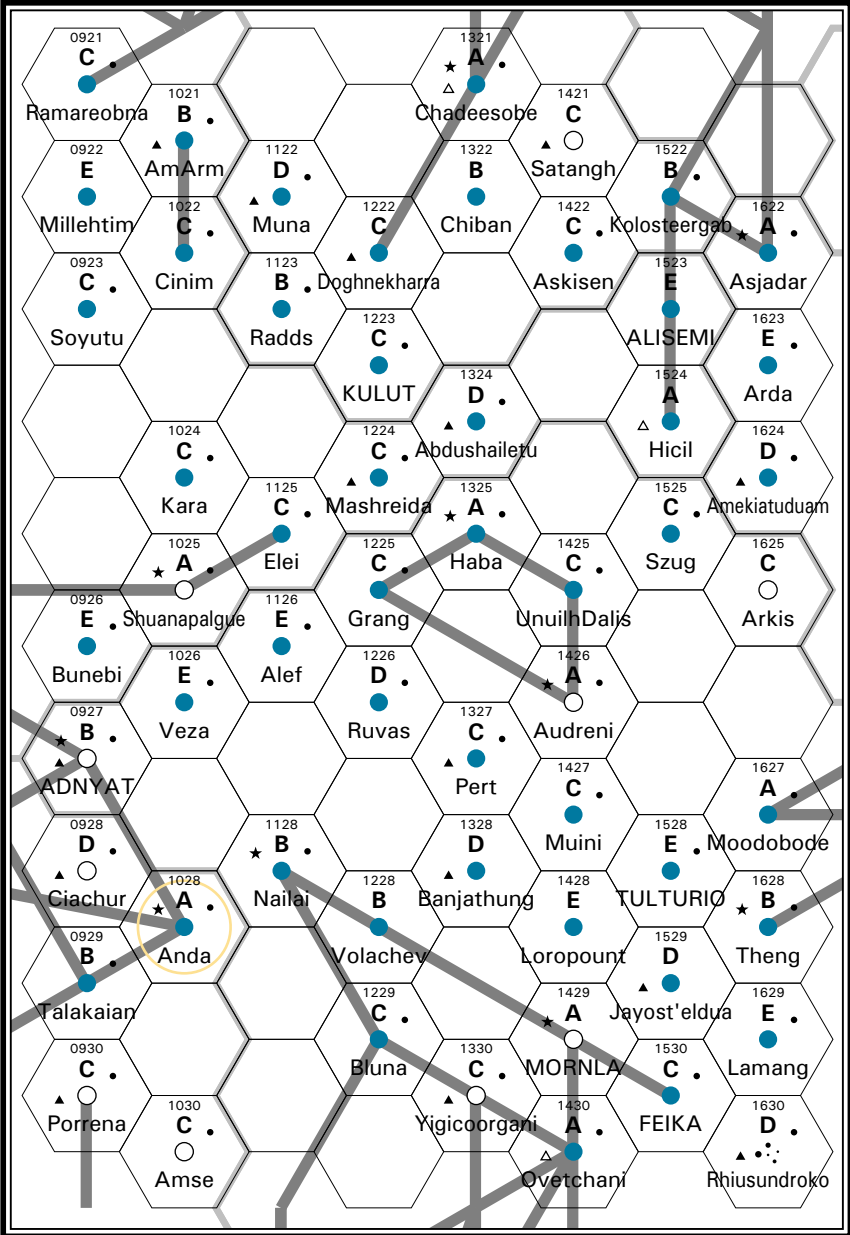 0921
C
Ramareobna
1321
A
Chadeesobe
1021
B
AmArm
1421
C
Satangh
0922
E
Millehtim
1122
D
Muna
1322
B
Chiban
1522
B
Kolosteergab
1022
C
Cinim
1222
C
Doghnekharra
1422
C
Askisen
1622
A
Asjadar
0923
C
Soyutu
1123
B
Radds
1523
E
ALISEMI
1223
C
KULUT
1623
E
Arda
1324
D
Abdushailetu
1524
A
Hicil
1024
C
Kara
1224
C
Mashreida
1624
D
Amekiatuduam
1125
C
Elei
1325
A
Haba
1525
C
Szug
1025
A
Shuanapalgue
1225
C
Grang
1425
C
UnuilhDalis
1625
C
Arkis
0926
E
Bunebi
1126
E
Alef
1026
E
Veza
1226
D
Ruvas
1426
A
Audreni
0927
B
ADNYAT
1327
C
Pert
1427
C
Muini
1627
A
Moodobode
0928
D
Ciachur
1128
B
Nailai
1328
D
Banjathung
1528
E
TULTURIO
1028
A
Anda
1228
B
Volachev
1428
E
Loropount
1628
B
Theng
0929
B
Talakaian
1529
D
Jayost'eldua
1229
C
Bluna
1429
A
MORNLA
1629
E
Lamang
0930
C
Porrena
1330
C
Yigicoorgani
1530
C
FEIKA
1030
C
Amse
1430
A
Ovetchani
1630
D
Rhiusundroko